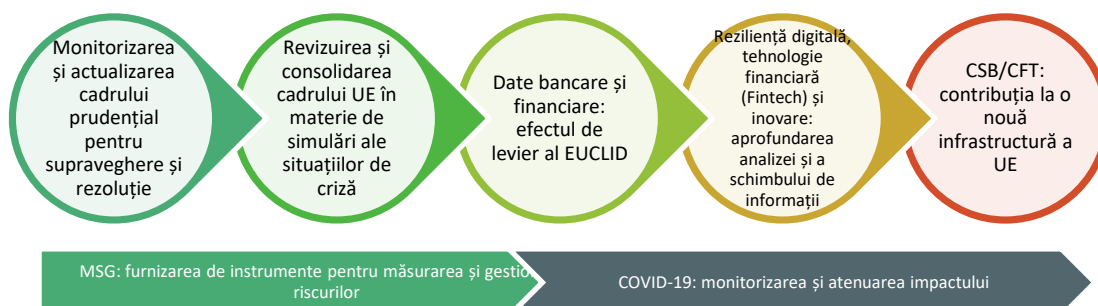 Monitorizarea
și actualizarea
cadrului
prudențial
pentru
supraveghere și
rezoluție
Revizuirea și
consolidarea
cadrului UE în
materie de
simulări ale
situațiilor de
criză
Date bancare și
financiare:
efectul de
levier al EUCLID
Reziliență digitală,
tehnologie
financiară
(Fintech) și
inovare:
aprofundarea
analizei și a
schimbului de
informații
CSB/CFT:
contribuția la o
nouă
infrastructură a
UE
MSG: furnizarea de instrumente pentru măsurarea și
riscurilor
COVID-19: monitorizarea și atenuarea impactului